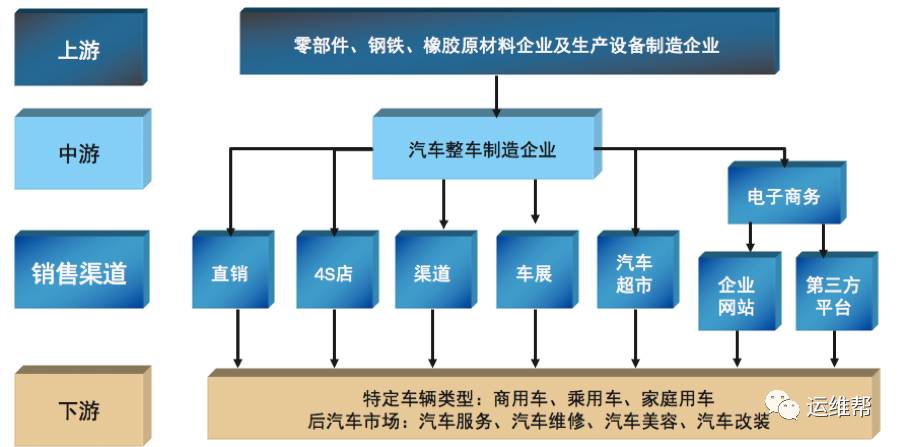 上游
零部件、钢铁、橡胶原材料企业及生产设备制造企业
中游
汽车整车制造企业
电子商务
销售渠道
直销
4S店
渠道
车展
汽车
超市
企业
网站
第三方
平台
下游
特定车辆类型：商用车、乘用车、家庭用车
后汽车市场：汽车服务、汽车维修、汽车美容、汽车改装
运维帮